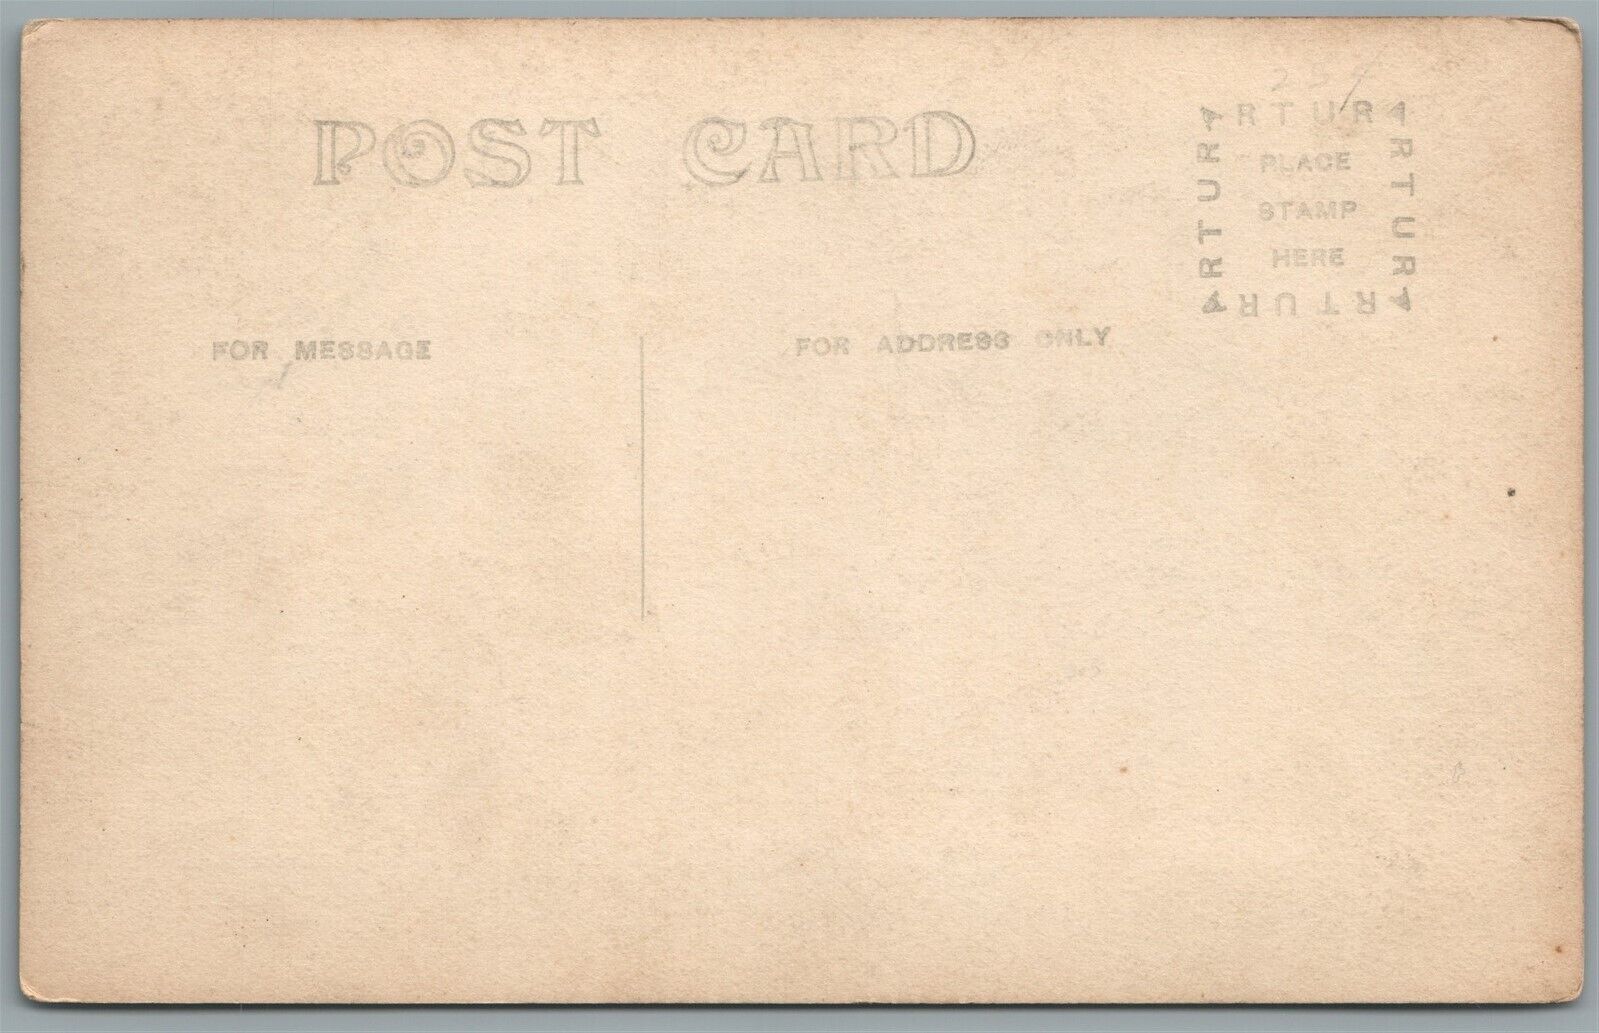 POST CARD
ARTURA
ARTURA
ARTURA
ARTURA
PLACE
STAMP
HERE
FOR MESSAGE
FOR ADDRESS ONLY